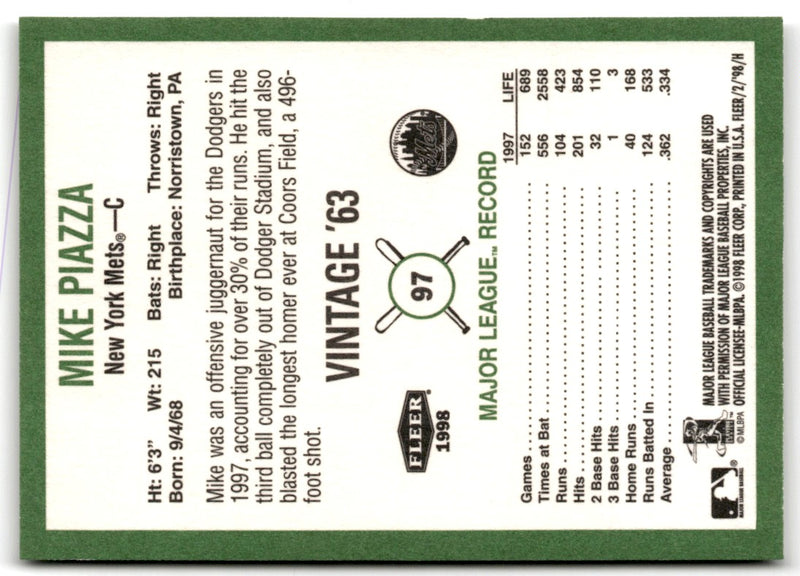 MIKE PIAZZA
New York Mets®—C
Ht: 6'3" Wt: 215 Bats: Right Throws: Right
Born: 9/4/68 Birthplace: Norristown, PA
Mike was an offensive juggernaut for the Dodgers in
1997, accounting for over 30% of their runs. He hit the
third ball completely out of Dodger Stadium, and also
blasted the longest homer ever at Coors Field, a 496-
foot shot.
VINTAGE '63
FLEER®
1998
97
Mets
MAJOR LEAGUE™ RECORD
1997 LIFE
Games 152 689
Times at Bat 556 2558
Runs 104 423
Hits 201 854
2 Base Hits 32 110
3 Base Hits 1 3
Home Runs 40 168
Runs Batted In 124 533
Average .362 .334
©MLBPA
MAJOR LEAGUE BASEBALL TRADEMARKS AND COPYRIGHTS ARE USED
WITH PERMISSION OF MAJOR LEAGUE BASEBALL PROPERTIES, INC.
OFFICIAL LICENSEE-MLBPA. ©1998 FLEER CORP., PRINTED IN U.S.A. FLEER/2/'98/H